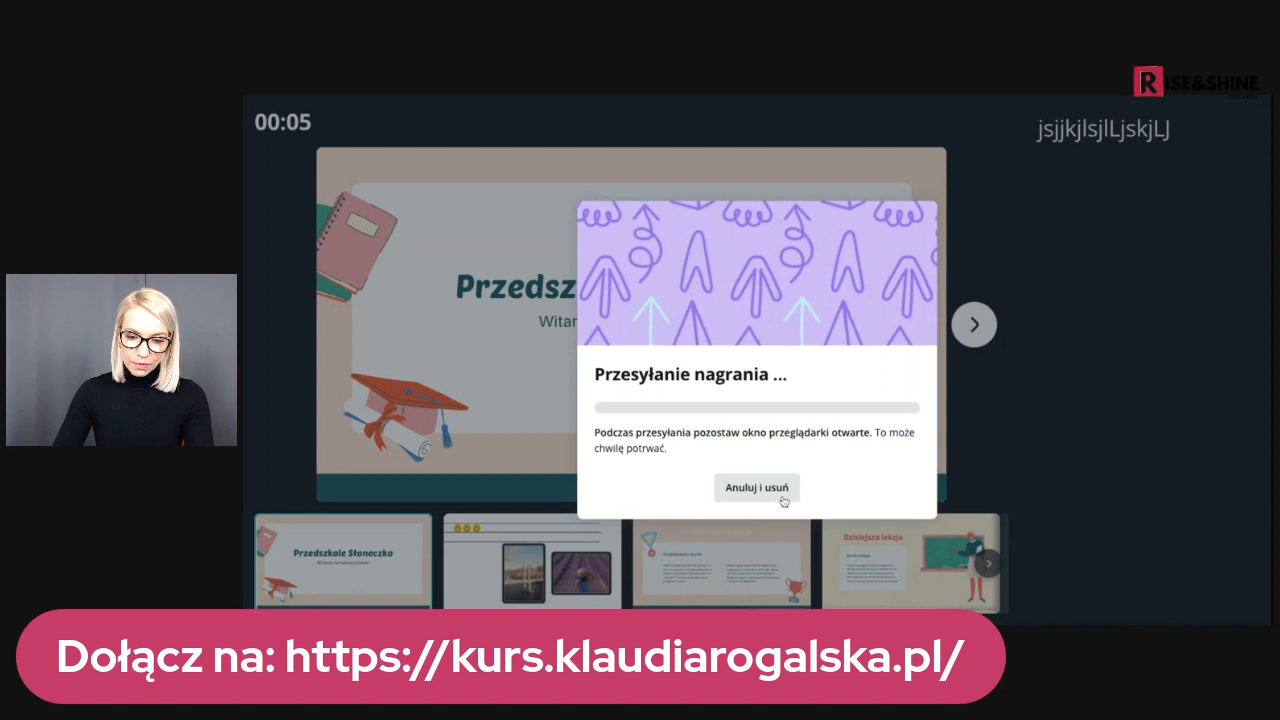 RISE&SHINE
00:05
jsjjkjlsjlLjskjLJ
Przedsz
Witar
Przesyłanie nagrania ...
Podczas przesyłania pozostaw okno przeglądarki otwarte. To może
chwilę potrwać.
Anuluj i usuń
Przedszkole Słoneczko
Dzisiejsza lekcja
Dołącz na: https://kurs.klaudiarogalska.pl/